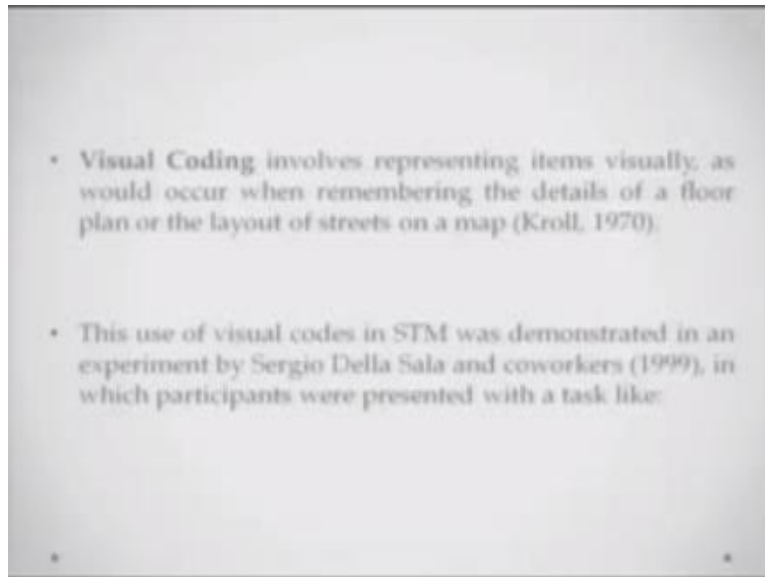 • Visual Coding involves representing items visually, as
would occur when remembering the details of a floor
plan or the layout of streets on a map (Kroll, 1970).
• This use of visual codes in STM was demonstrated in an
experiment by Sergio Della Sala and coworkers (1999), in
which participants were presented with a task like: